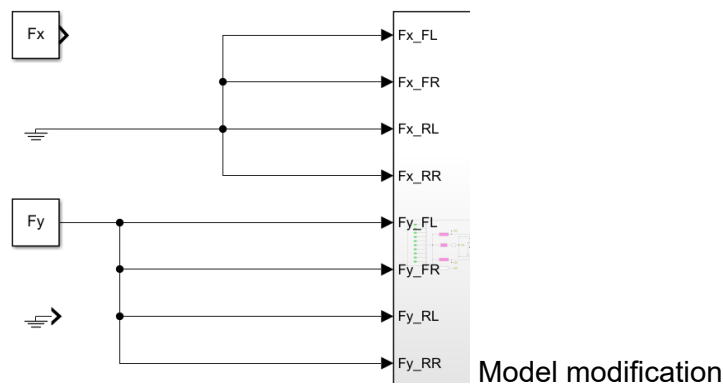 Fx
Fx_FL
Fx_FR
Fx_RL
Fx_RR
Fy
Fy_FL
Fy_FR
Fy_RL
Fy_RR
Model modification